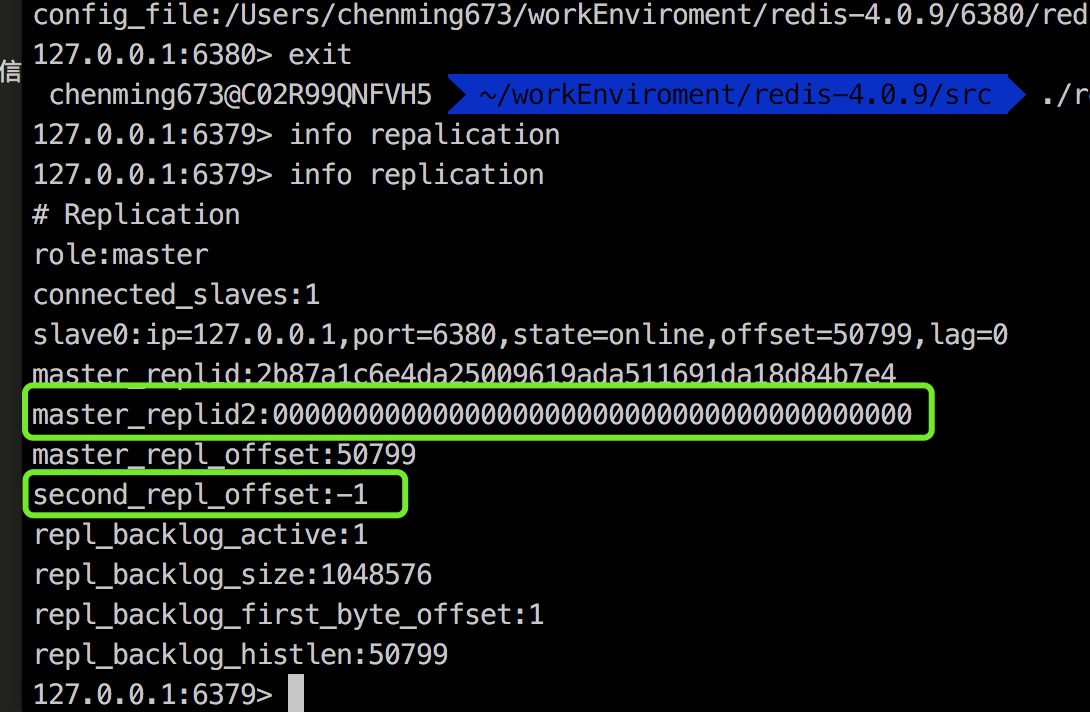 config_file:/Users/chenming673/workEnviroment/redis-4.0.9/6380/red
127.0.0.1:6380> exit
信
chenming673@C02R99QNFVH5 ~/workEnviroment/redis-4.0.9/src ./r
127.0.0.1:6379> info repalication
127.0.0.1:6379> info replication
# Replication
role:master
connected_slaves:1
slave0:ip=127.0.0.1,port=6380,state=online,offset=50799,lag=0
master_replid:2b87a1c6e4da25009619ada511691da18d84b7e4
master_replid2:0000000000000000000000000000000000000000
master_repl_offset:50799
second_repl_offset:-1
repl_backlog_active:1
repl_backlog_size:1048576
repl_backlog_first_byte_offset:1
repl_backlog_histlen:50799
127.0.0.1:6379>